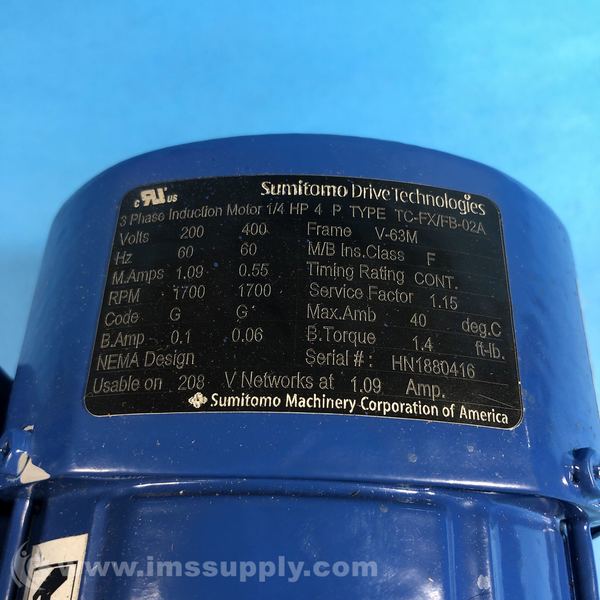 c RU US
Sumitomo Drive Technologies
3 Phase Induction Motor 1/4 HP 4 P TYPE TC-FX/FB-02A
Volts 200 400 Frame V-63M
Hz 60 60 M/B Ins.Class F
M.Amps 1.09 0.55 Timing Rating CONT.
RPM 1700 1700 Service Factor 1.15
Code G G Max.Amb 40 deg.C
B.Amp 0.1 0.06 B.Torque 1.4 ft-lb.
NEMA Design Serial # : HN1880416
Usable on 208 V Networks at 1.09 Amp.
Sumitomo Machinery Corporation of America
www.imssupply.com